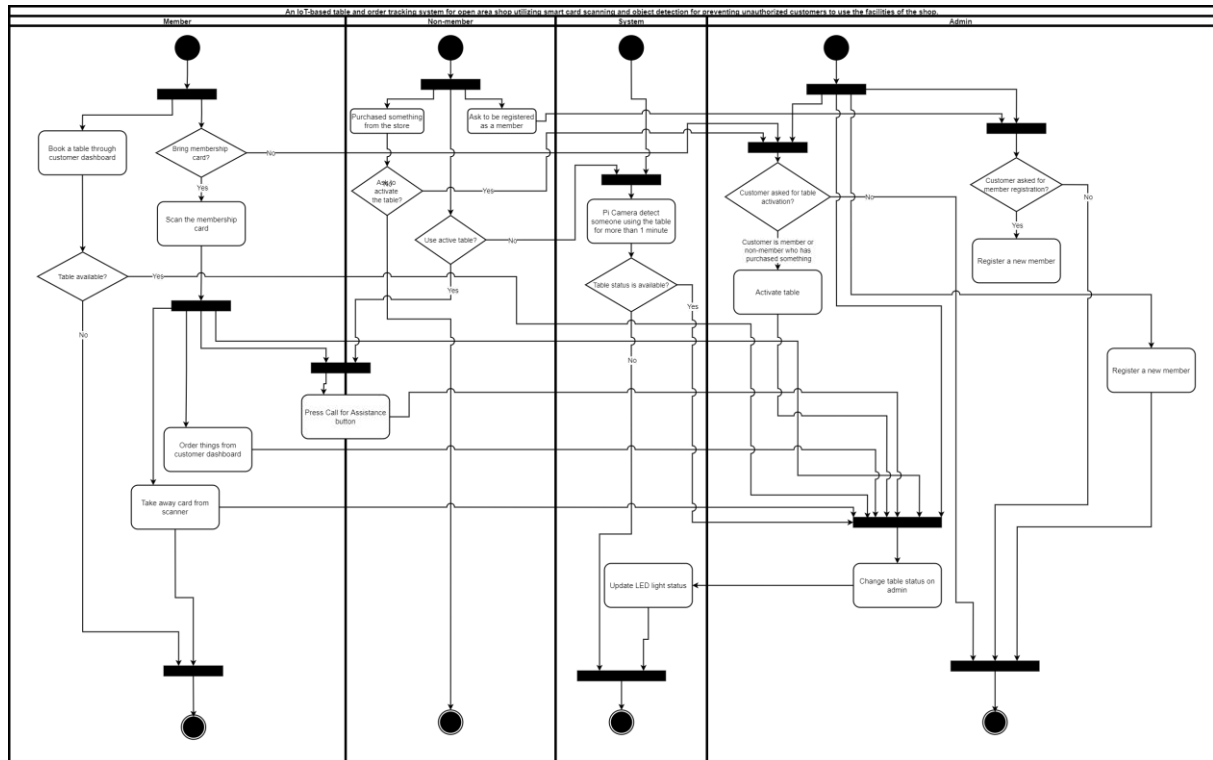 An IoT-based table and order tracking system for open area shop utilizing smart card scanning and object detection for preventing unauthorized customers to use the facilities of the shop.
Member
Non-member
System
Admin
Purchased something
from the store
Ask to be registered
as a member
Book a table through
customer dashboard
Bring membership
card?
No
Customer asked for
member registration?
Ask to
activate
the table?
No
Yes
Customer asked for table
activation?
No
No
Yes
Yes
Scan the membership
card
Pi Camera detect
someone using the table
for more than 1 minute
Use active table?
No
Customer is member or
non-member who has
purchased something
Register a new member
Table available?
Yes
Table status is available?
Activate table
Yes
Yes
No
No
Register a new member
Press Call for Assistance
button
Order things from
customer dashboard
Take away card from
scanner
Update LED light status
Change table status on
admin